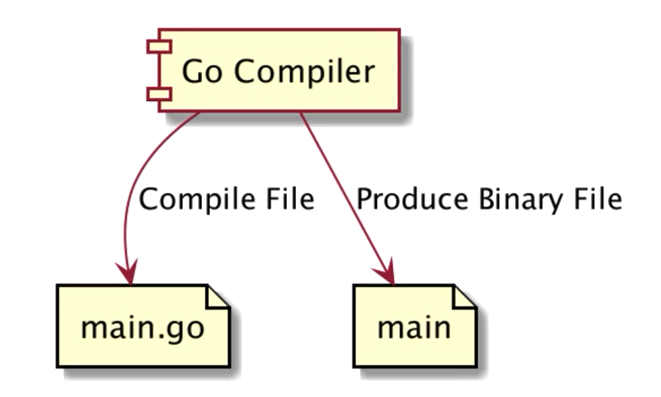 Go Compiler
Compile File
Produce Binary File
main.go
main